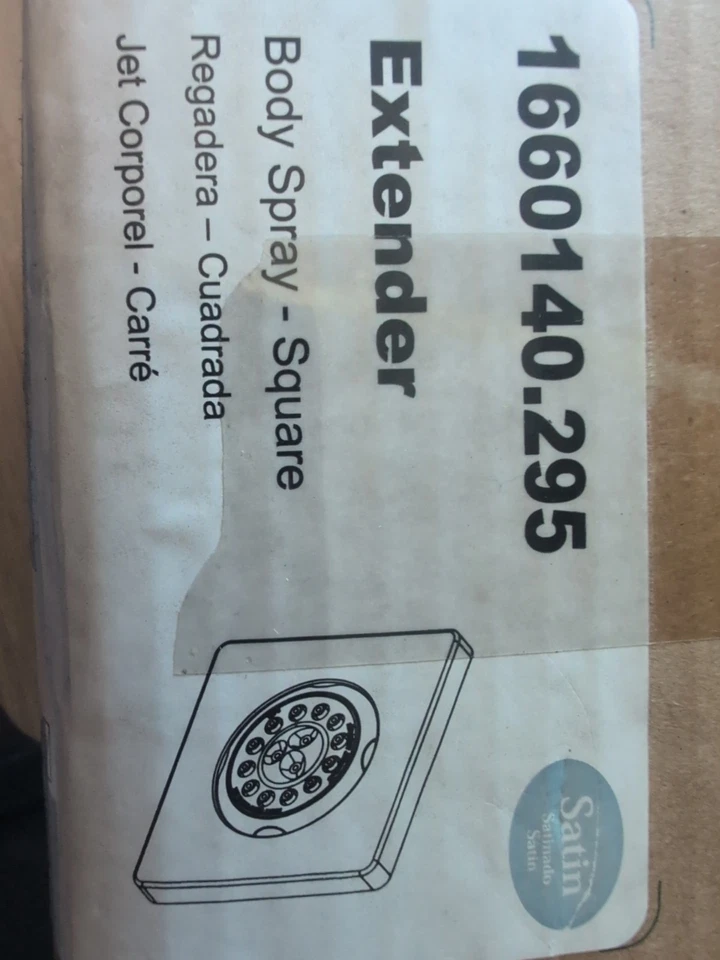 1660140.295
Extender
Body Spray - Square
Regadera – Cuadrada
Jet Corporel - Carré
Satin
Satinado
Satin